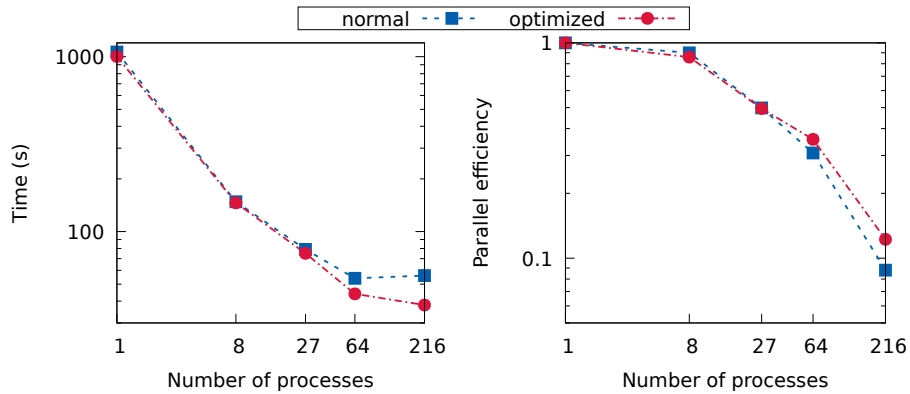 normal optimized
1000
100
Time (s)
1 8 27 64 216
Number of processes
1
0.1
Parallel efficiency
1 8 27 64 216
Number of processes